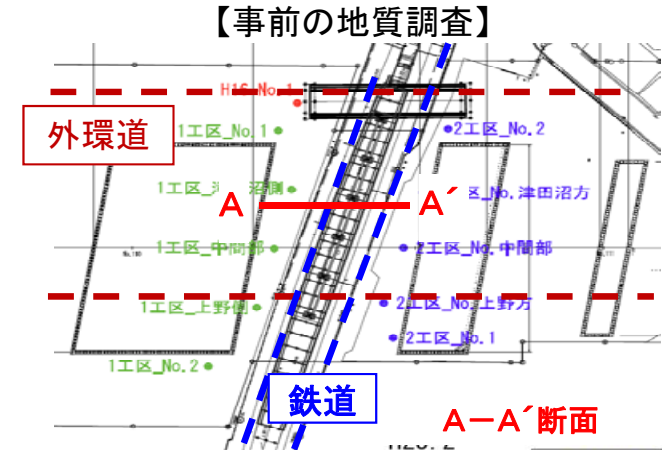 【事前の地質調査】
H16_No.1
外環道
1工区_No.1
2工区_No.2
1工区_津田沼側
A
A´
区_No.津田沼方
1工区_中間部
2工区_No.中間部
1工区_上野側
2工区_No.上野方
2工区_No.1
1工区_No.2
鉄道
A－A´断面